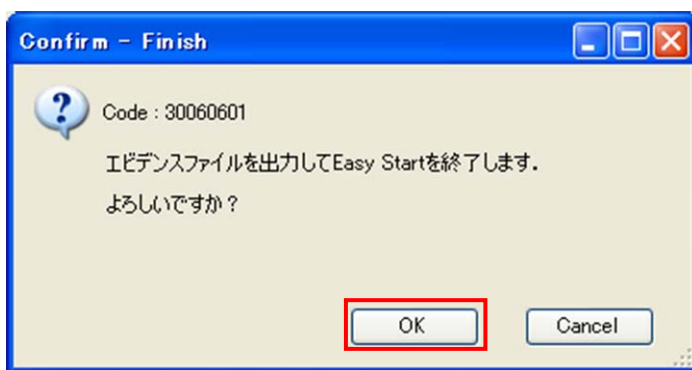 Confirm - Finish
Code : 30060601
エビデンスファイルを出力してEasy Startを終了します.
よろしいですか？
OK
Cancel